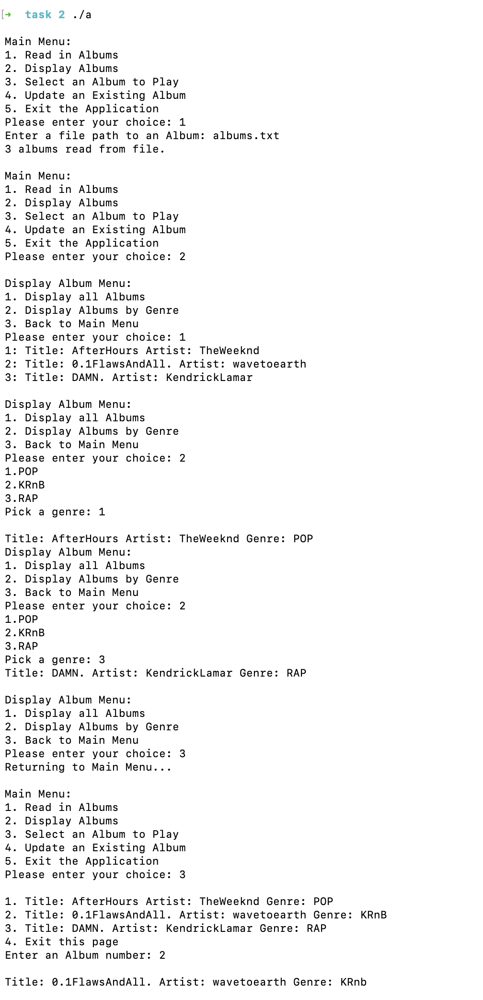 [➜  task 2 ./a
Main Menu:
1. Read in Albums
2. Display Albums
3. Select an Album to Play
4. Update an Existing Album
5. Exit the Application
Please enter your choice: 1
Enter a file path to an Album: albums.txt
3 albums read from file.
Main Menu:
1. Read in Albums
2. Display Albums
3. Select an Album to Play
4. Update an Existing Album
5. Exit the Application
Please enter your choice: 2
Display Album Menu:
1. Display all Albums
2. Display Albums by Genre
3. Back to Main Menu
Please enter your choice: 1
1: Title: AfterHours Artist: TheWeeknd
2: Title: 0.1FlawsAndAll. Artist: wavetoearth
3: Title: DAMN. Artist: KendrickLamar
Display Album Menu:
1. Display all Albums
2. Display Albums by Genre
3. Back to Main Menu
Please enter your choice: 2
1.POP
2.KRnB
3.RAP
Pick a genre: 1
Title: AfterHours Artist: TheWeeknd Genre: POP
Display Album Menu:
1. Display all Albums
2. Display Albums by Genre
3. Back to Main Menu
Please enter your choice: 2
1.POP
2.KRnB
3.RAP
Pick a genre: 3
Title: DAMN. Artist: KendrickLamar Genre: RAP
Display Album Menu:
1. Display all Albums
2. Display Albums by Genre
3. Back to Main Menu
Please enter your choice: 3
Returning to Main Menu...
Main Menu:
1. Read in Albums
2. Display Albums
3. Select an Album to Play
4. Update an Existing Album
5. Exit the Application
Please enter your choice: 3
1. Title: AfterHours Artist: TheWeeknd Genre: POP
2. Title: 0.1FlawsAndAll. Artist: wavetoearth Genre: KRnB
3. Title: DAMN. Artist: KendrickLamar Genre: RAP
4. Exit this page
Enter an Album number: 2
Title: 0.1FlawsAndAll. Artist: wavetoearth Genre: KRnb